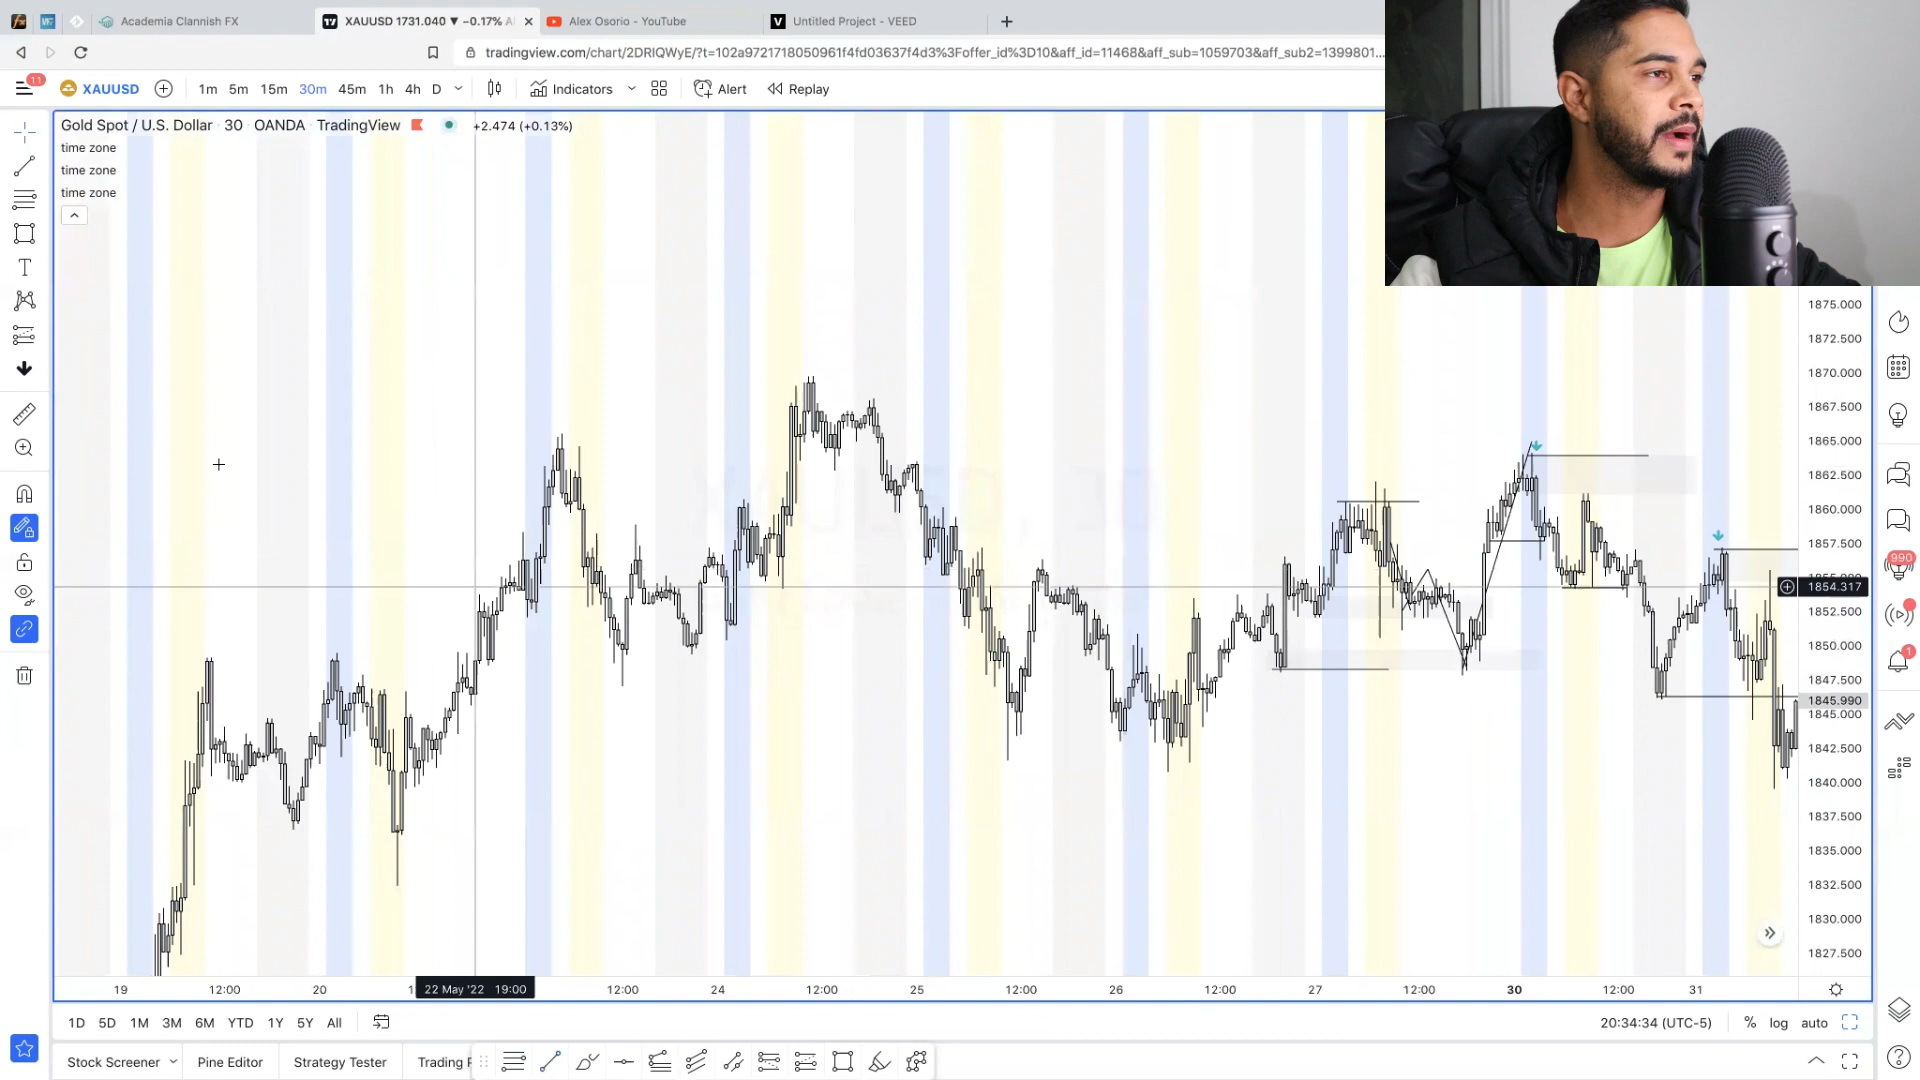 Academia Clannish FX
XAUUSD 1731.040 ▼ −0.17%
Alex Osorio - YouTube
V Untitled Project - VEED
tradingview.com/chart/2DRIQWyE/?t=102a9721718050961f4fd03637f4d3%3Foffer_id%3D10&aff_id=11468&aff_sub=1059703&aff_sub2=1399801...
11
XAUUSD
1m 5m 15m 30m 45m 1h 4h D
Indicators
Alert
Replay
Gold Spot / U.S. Dollar · 30 · OANDA · TradingView
+2.474 (+0.13%)
time zone
time zone
time zone
1875.000
1872.500
1870.000
1867.500
1865.000
1862.500
1860.000
1857.500
1854.317
1852.500
1850.000
1847.500
1845.990
1845.000
1842.500
1840.000
1837.500
1835.000
1832.500
1830.000
1827.500
990
1
19 12:00 20 22 May '22 19:00 12:00 24 12:00 25 12:00 26 12:00 27 12:00 30 12:00 31
1D 5D 1M 3M 6M YTD 1Y 5Y All
20:34:34 (UTC-5)
% log auto
Stock Screener
Pine Editor
Strategy Tester
Trading